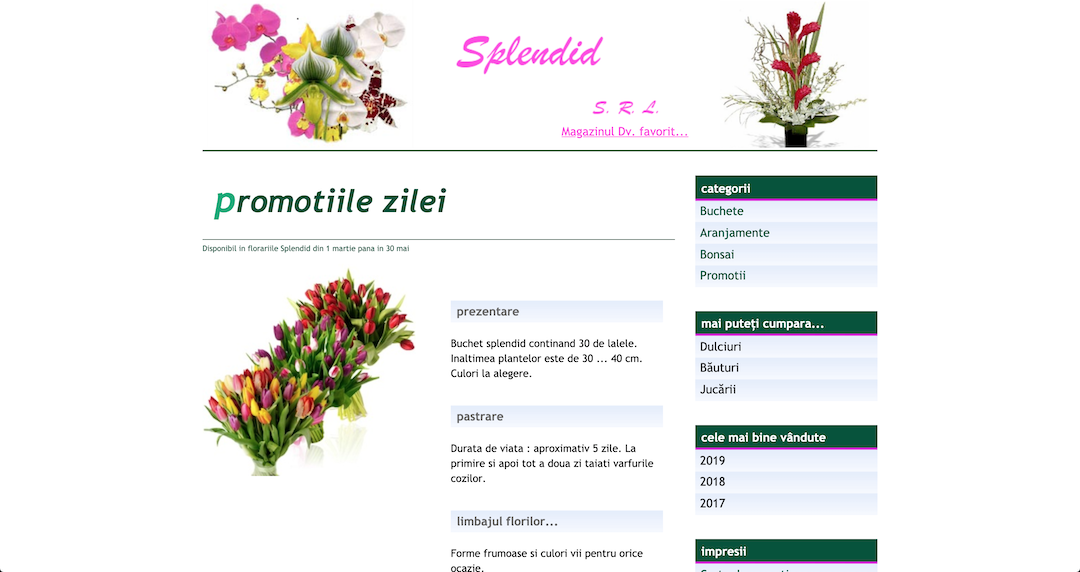 Splendid
S. R. L.
Magazinul Dv. favorit...
promotiile zilei
Disponibil in florariile Splendid din 1 martie pana in 30 mai
prezentare
Buchet splendid continand 30 de lalele.
Inaltimea plantelor este de 30 ... 40 cm.
Culori la alegere.
pastrare
Durata de viata : aproximativ 5 zile. La
primire si apoi tot a doua zi taiati varfurile
cozilor.
limbajul florilor...
Forme frumoase si culori vii pentru orice
ocazie.
categorii
Buchete
Aranjamente
Bonsai
Promotii
mai puteți cumpara...
Dulciuri
Băuturi
Jucării
cele mai bine vândute
2019
2018
2017
impresii